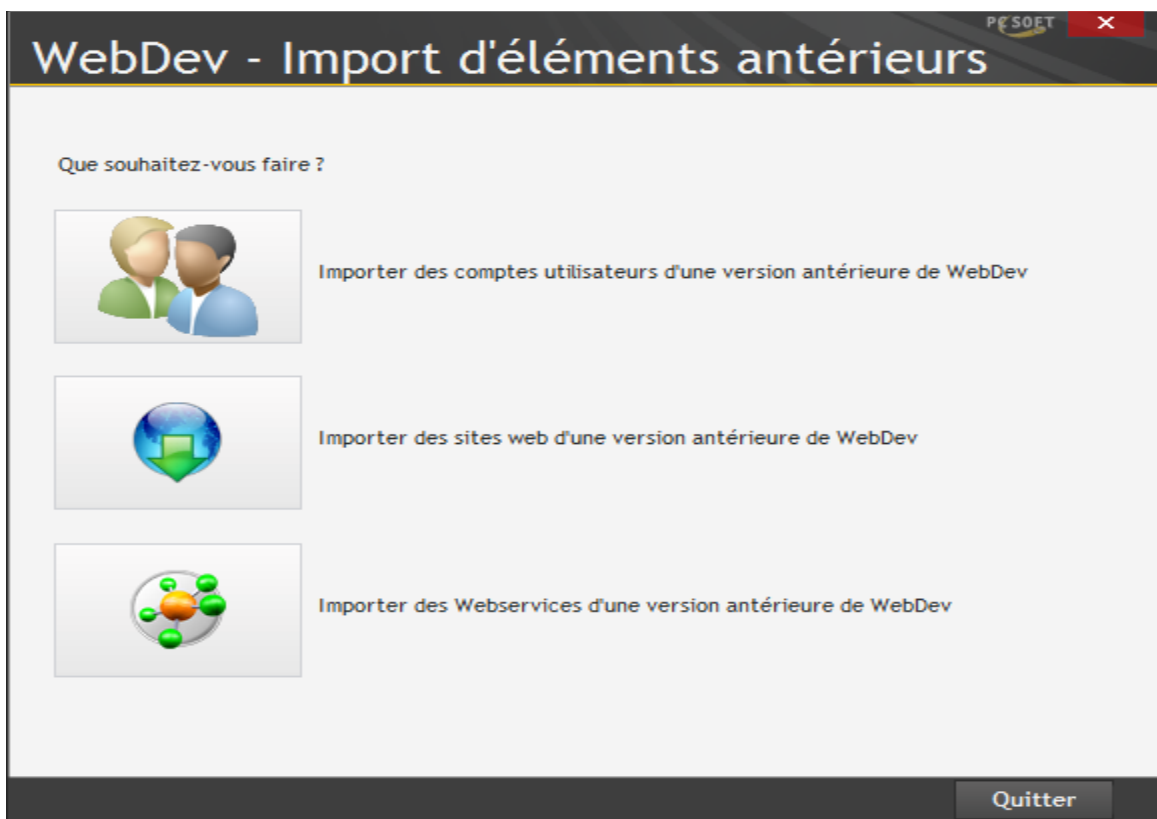 PCSOFT
WebDev - Import d'éléments antérieurs
Que souhaitez-vous faire ?
Importer des comptes utilisateurs d'une version antérieure de WebDev
Importer des sites web d'une version antérieure de WebDev
Importer des Webservices d'une version antérieure de WebDev
Quitter